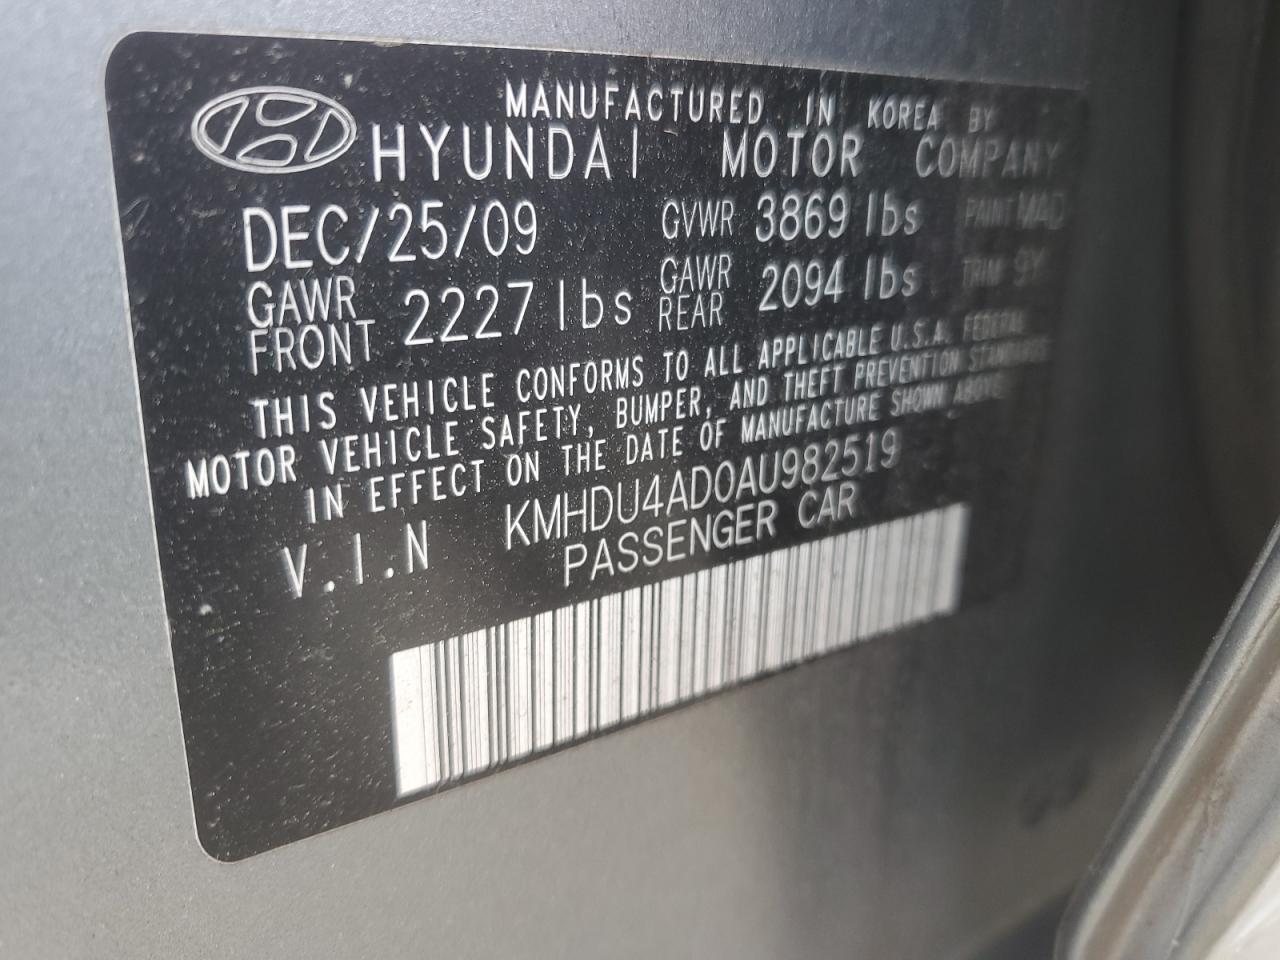 MANUFACTURED IN KOREA BY
HYUNDAI MOTOR COMPANY
DEC/25/09 GVWR 3869 lbs PAINT MAD
GAWR FRONT 2227 lbs GAWR REAR 2094 lbs TRIM 9Y
THIS VEHICLE CONFORMS TO ALL APPLICABLE U.S.A. FEDERAL
MOTOR VEHICLE SAFETY, BUMPER, AND THEFT PREVENTION STANDARDS
IN EFFECT ON THE DATE OF MANUFACTURE SHOWN ABOVE
V.I.N KMHDU4AD0AU982519
PASSENGER CAR